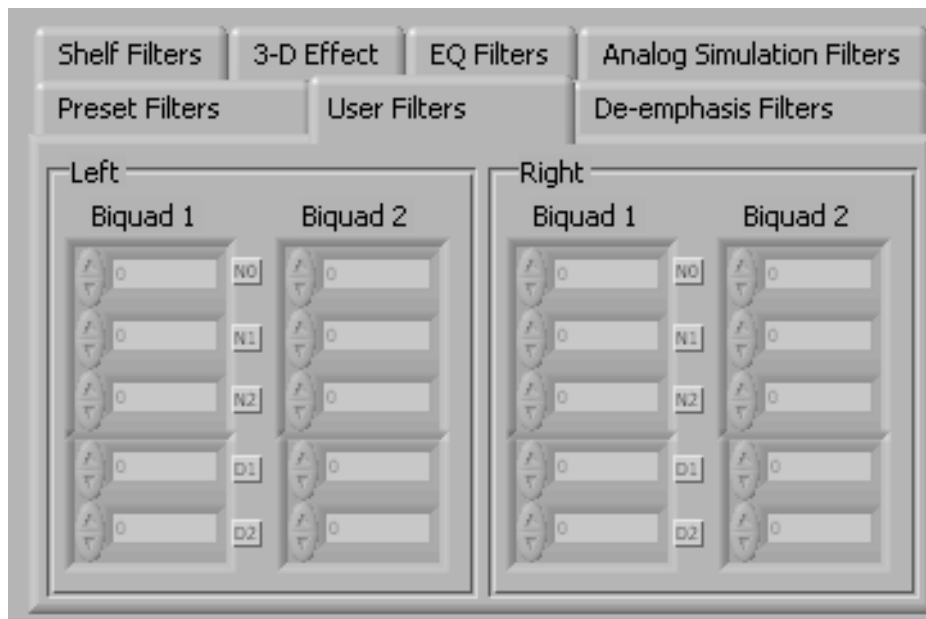 Shelf Filters 3-D Effect EQ Filters Analog Simulation Filters
Preset Filters User Filters De-emphasis Filters
Left Right
Biquad 1 Biquad 2 Biquad 1 Biquad 2
0 N0 0 0 N0 0
0 N1 0 0 N1 0
0 N2 0 0 N2 0
0 D1 0 0 D1 0
0 D2 0 0 D2 0